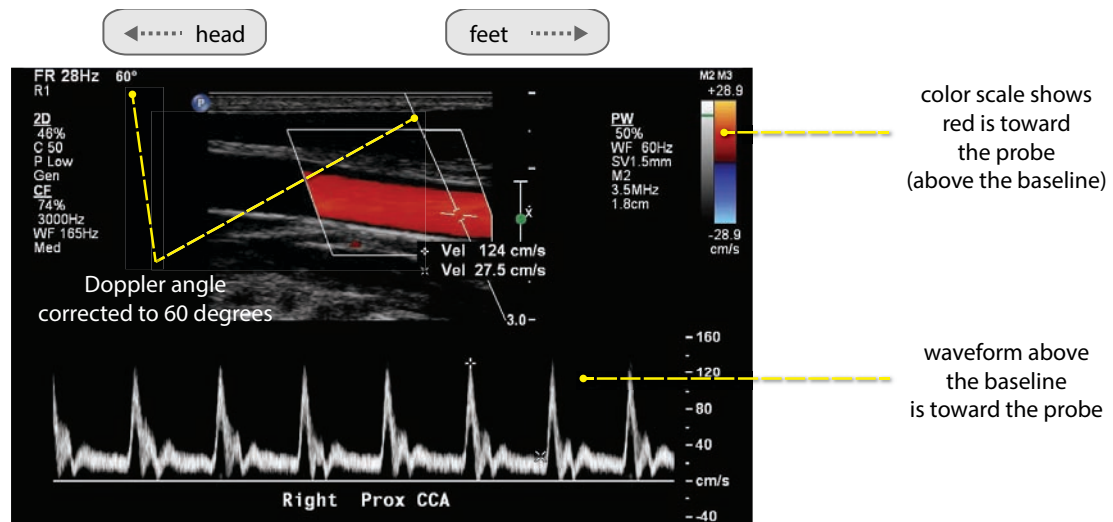 head
feet
FR 28Hz 60°
R1
2D
46%
C 50
P Low
Gen
CF
74%
3000Hz
WF 165Hz
Med
P
Doppler angle
corrected to 60 degrees
Vel 124 cm/s
Vel 27.5 cm/s
3.0
x
PW
50%
WF 60Hz
SV1.5mm
M2
3.5MHz
1.8cm
M2 M3
+28.9
-28.9
cm/s
color scale shows
red is toward
the probe
(above the baseline)
160
120
80
40
cm/s
-40
waveform above
the baseline
is toward the probe
Right Prox CCA